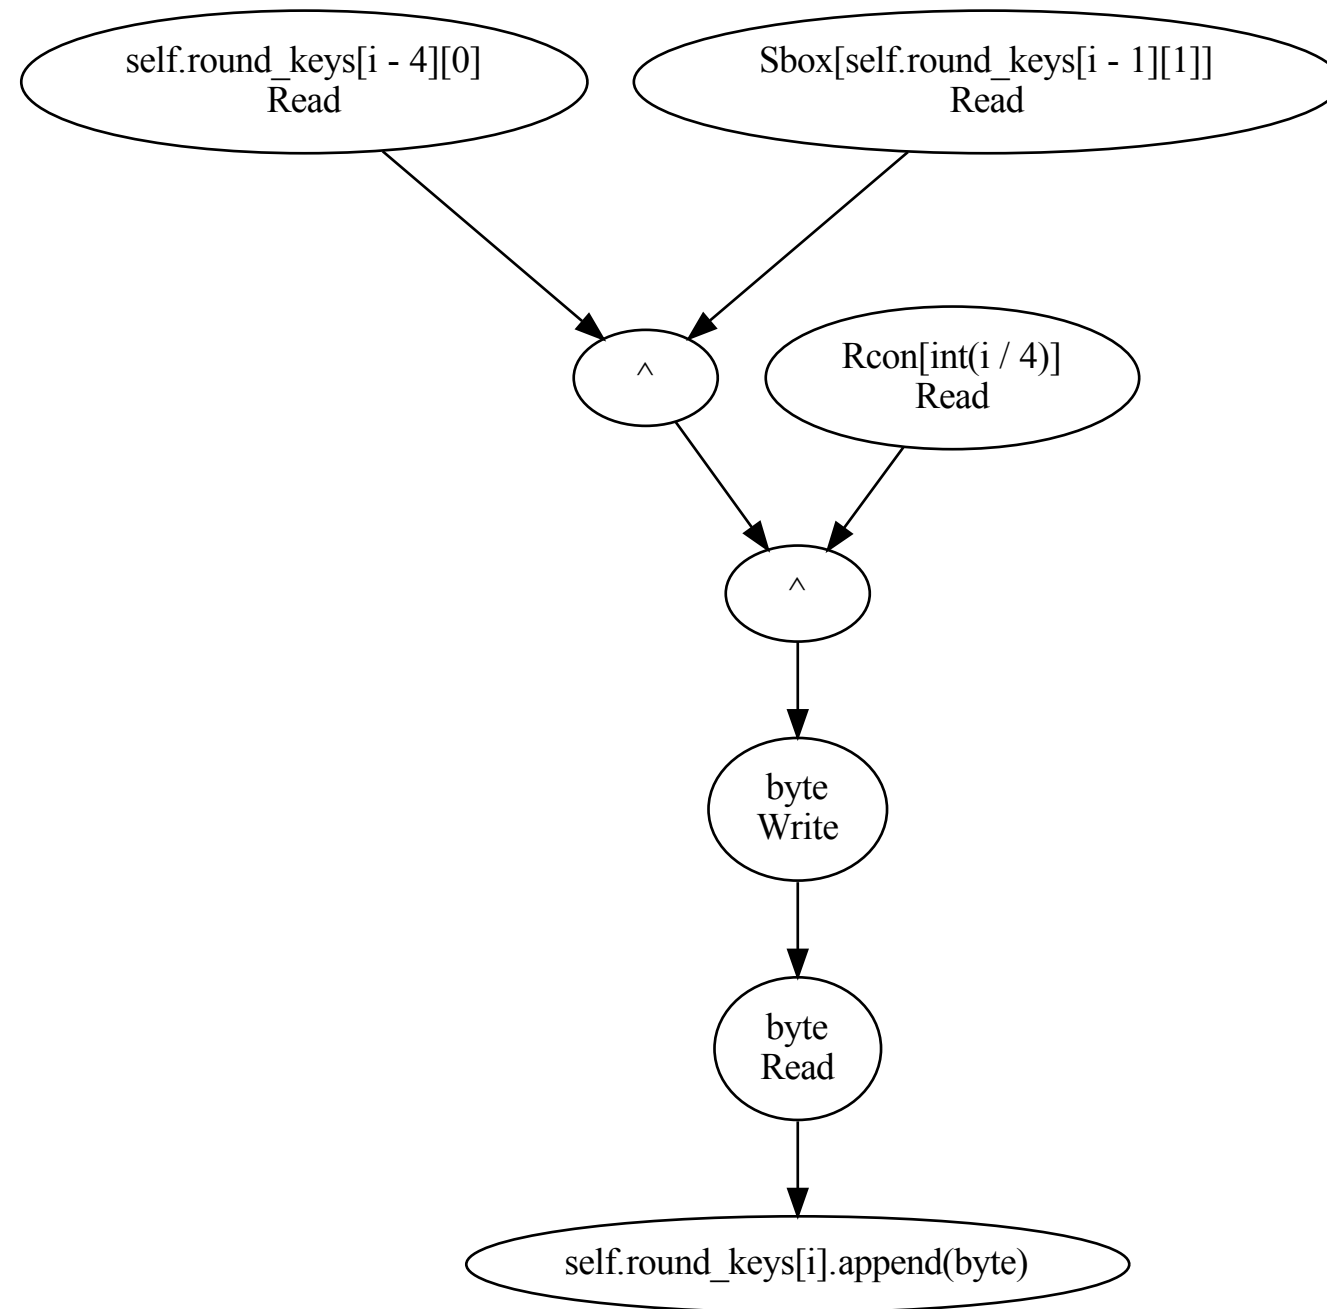 self.round_keys[i - 4][0]
Read
Sbox[self.round_keys[i - 1][1]]
Read
^
Rcon[int(i / 4)]
Read
^
byte
Write
byte
Read
self.round_keys[i].append(byte)